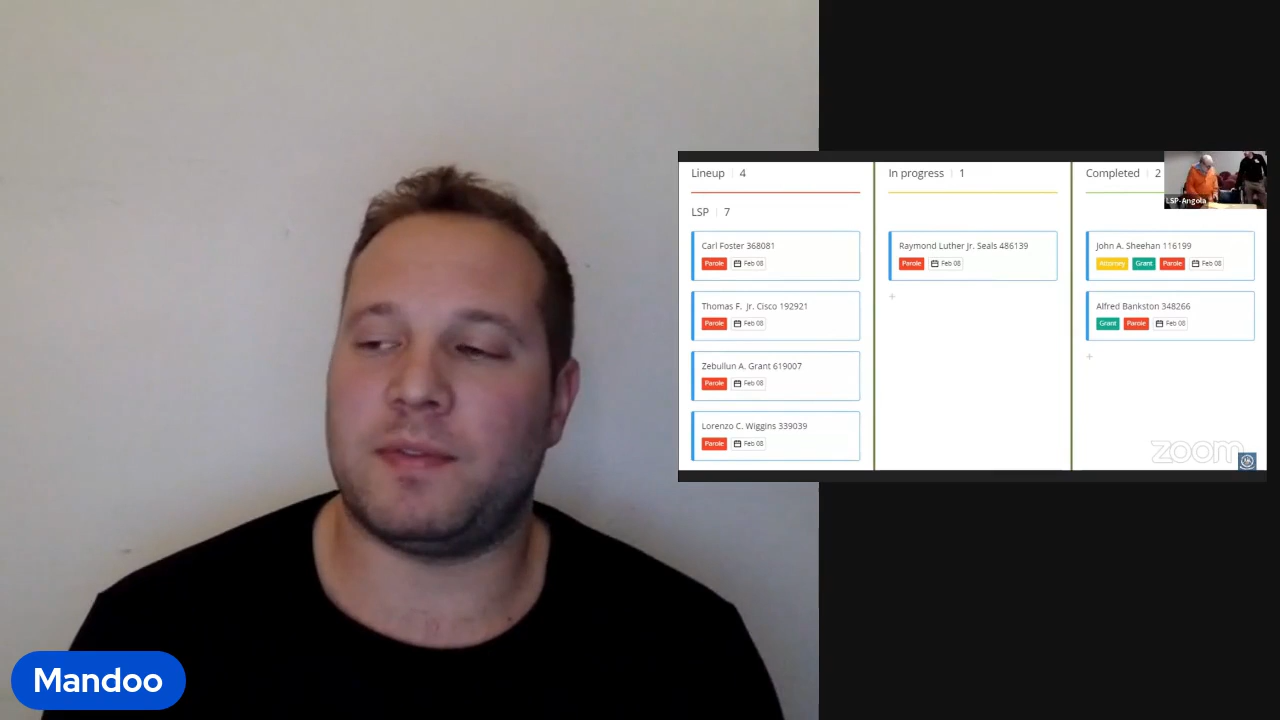 Lineup 4
In progress 1
Completed 2
LSP-Angola
LSP 7
Carl Foster 368081
Parole Feb 08
Thomas F. Jr. Cisco 192921
Parole Feb 08
Zebullun A. Grant 619007
Parole Feb 08
Lorenzo C. Wiggins 339039
Parole Feb 08
Raymond Luther Jr. Seals 486139
Parole Feb 08
+
John A. Sheehan 116199
Attorney Grant Parole Feb 08
Alfred Bankston 348266
Grant Parole Feb 08
+
zoom
Mandoo